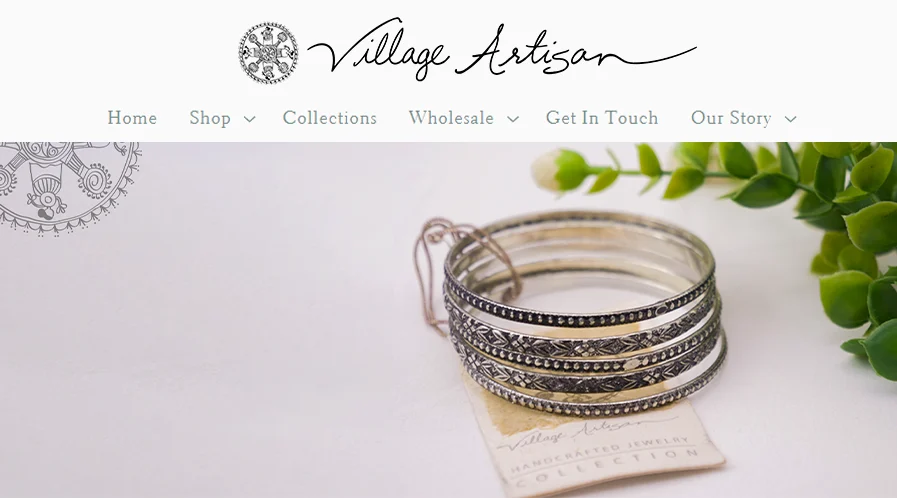 Village Artisan
Home
Shop
Collections
Wholesale
Get In Touch
Our Story
Village Artisan
HANDCRAFTED JEWELRY
COLLECTION